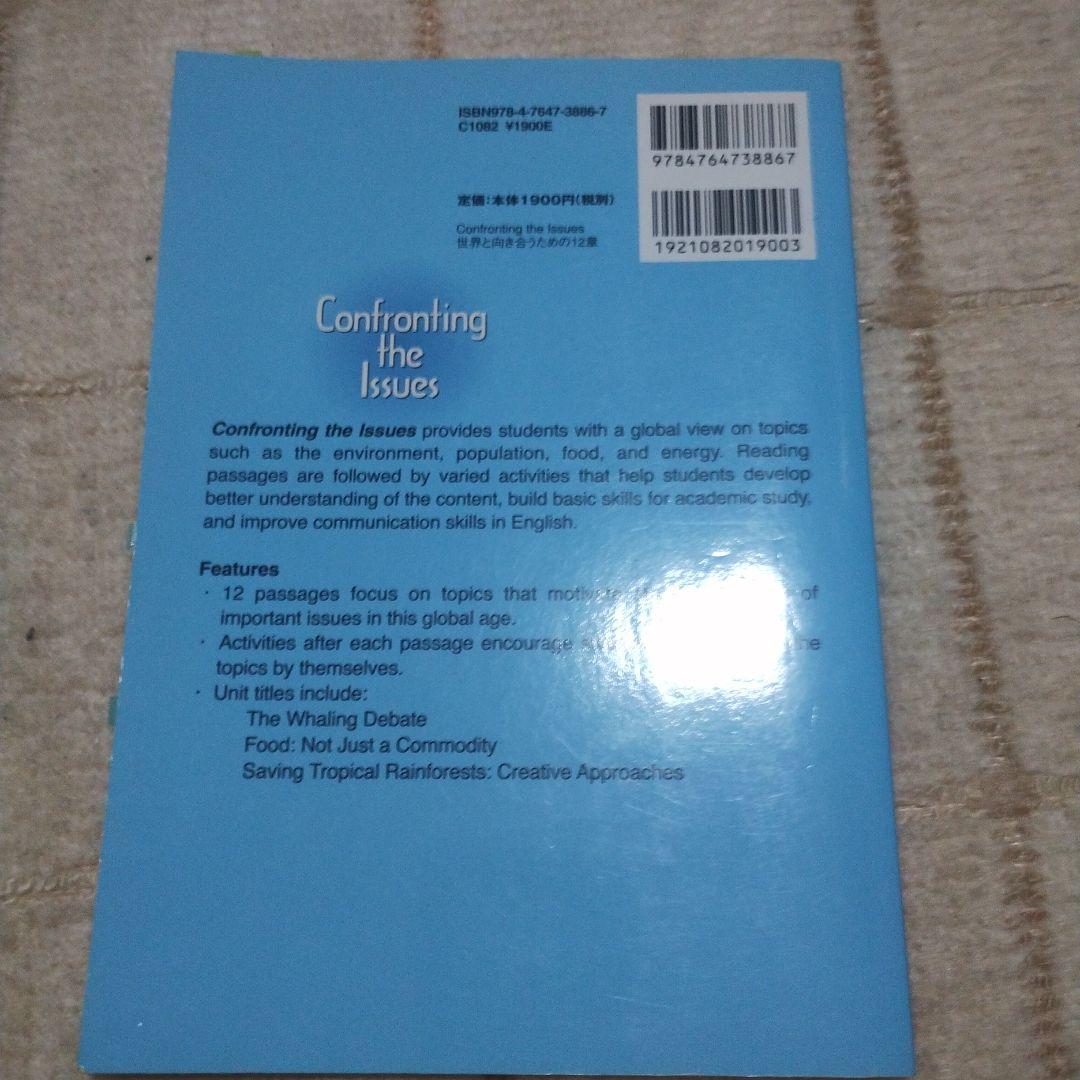 ISBN978-4-7647-3886-7
C1082 ¥1900E
9784764738867
定価:本体1900円(税別)
1921082019003
Confronting the Issues
世界と向き合うための12章
Confronting
the
Issues
Confronting the Issues provides students with a global view on topics
such as the environment, population, food, and energy. Reading
passages are followed by varied activities that help students develop
better understanding of the content, build basic skills for academic study,
and improve communication skills in English.
Features
· 12 passages focus on topics that of
important issues in this global age.
· Activities after each passage encourage
topics by themselves.
· Unit titles include:
The Whaling Debate
Food: Not Just a Commodity
Saving Tropical Rainforests: Creative Approaches